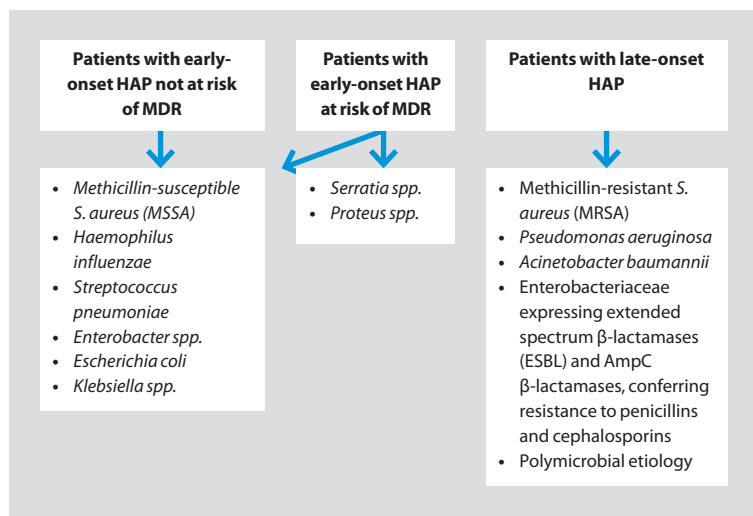 Patients with early-
onset HAP not at risk
of MDR
• Methicillin-susceptible
S. aureus (MSSA)
• Haemophilus
influenzae
• Streptococcus
pneumoniae
• Enterobacter spp.
• Escherichia coli
• Klebsiella spp.
Patients with
early-onset HAP
at risk of MDR
• Serratia spp.
• Proteus spp.
Patients with late-onset
HAP
• Methicillin-resistant S.
aureus (MRSA)
• Pseudomonas aeruginosa
• Acinetobacter baumannii
• Enterobacteriaceae
expressing extended
spectrum β-lactamases
(ESBL) and AmpC
β-lactamases, conferring
resistance to penicillins
and cephalosporins
• Polymicrobial etiology